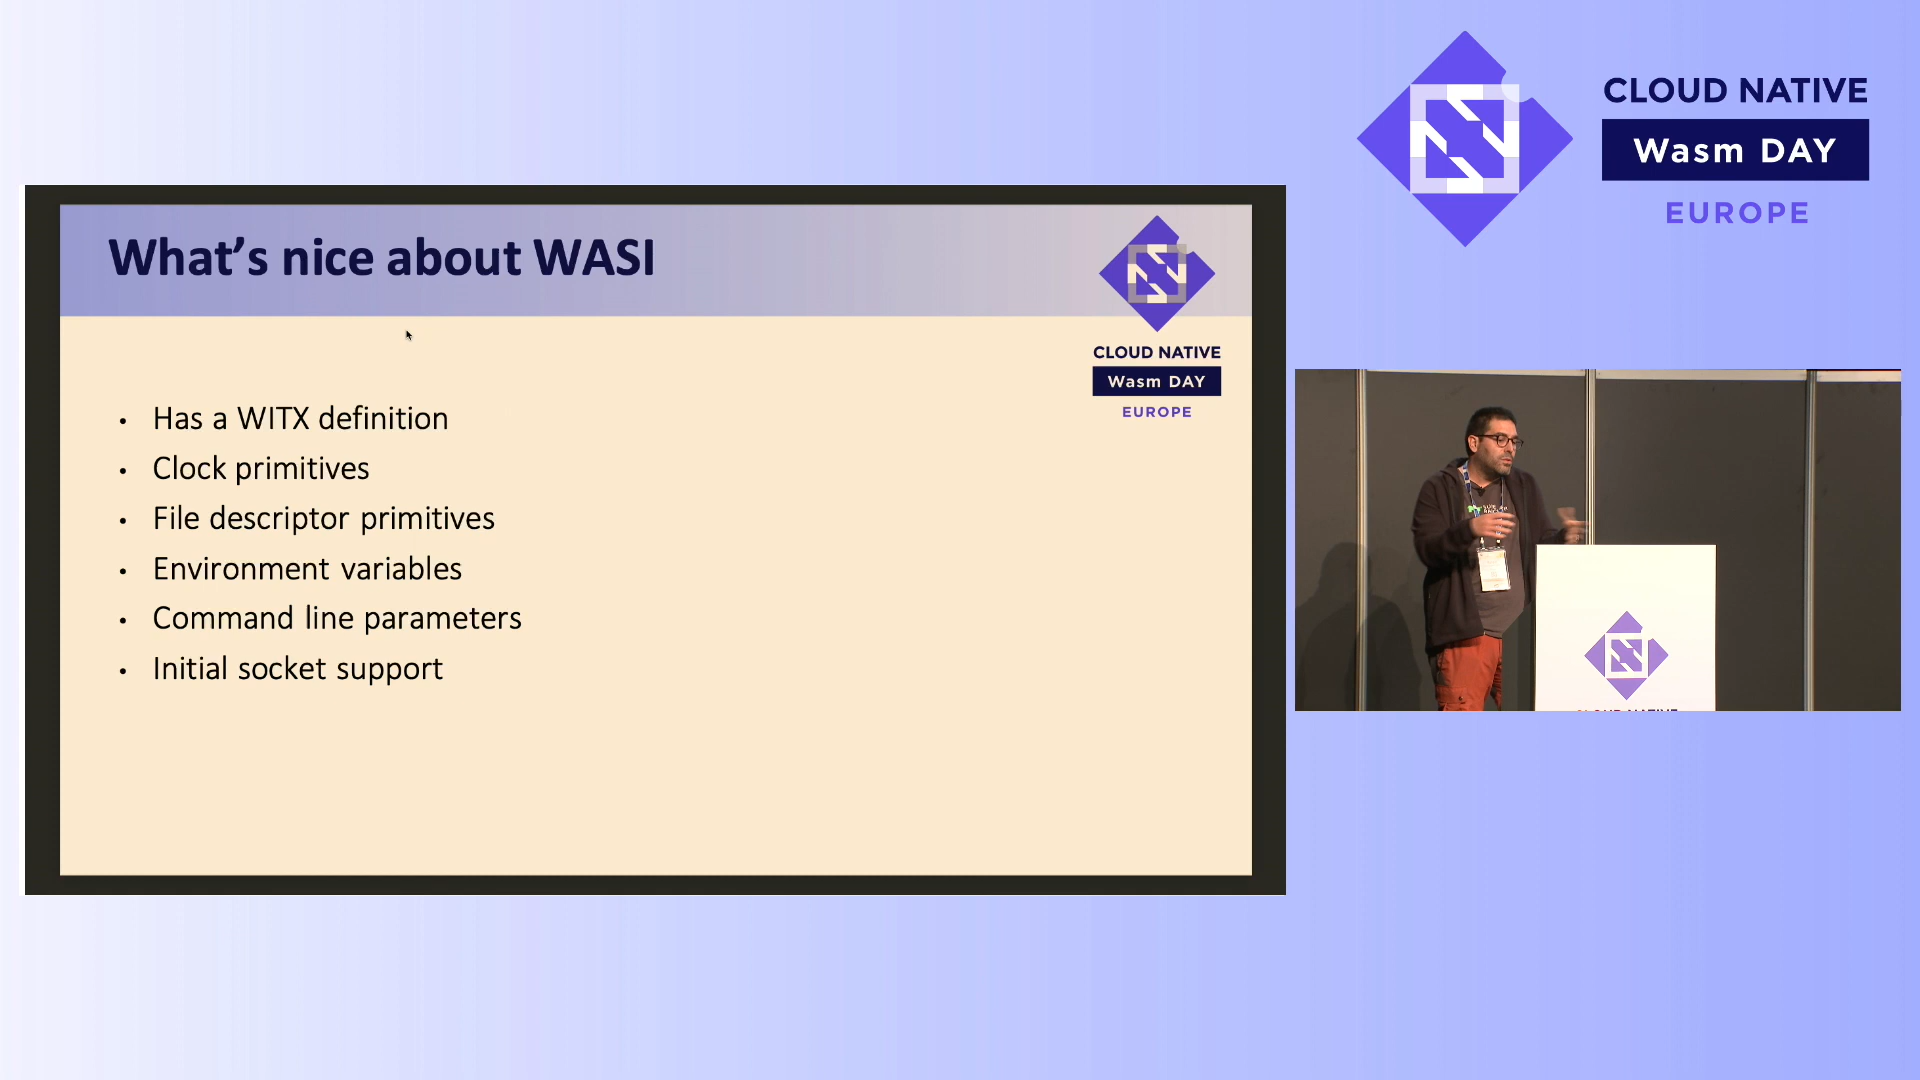 CLOUD NATIVE
Wasm DAY
EUROPE
What's nice about WASI
CLOUD NATIVE
Wasm DAY
EUROPE
• Has a WITX definition
• Clock primitives
• File descriptor primitives
• Environment variables
• Command line parameters
• Initial socket support